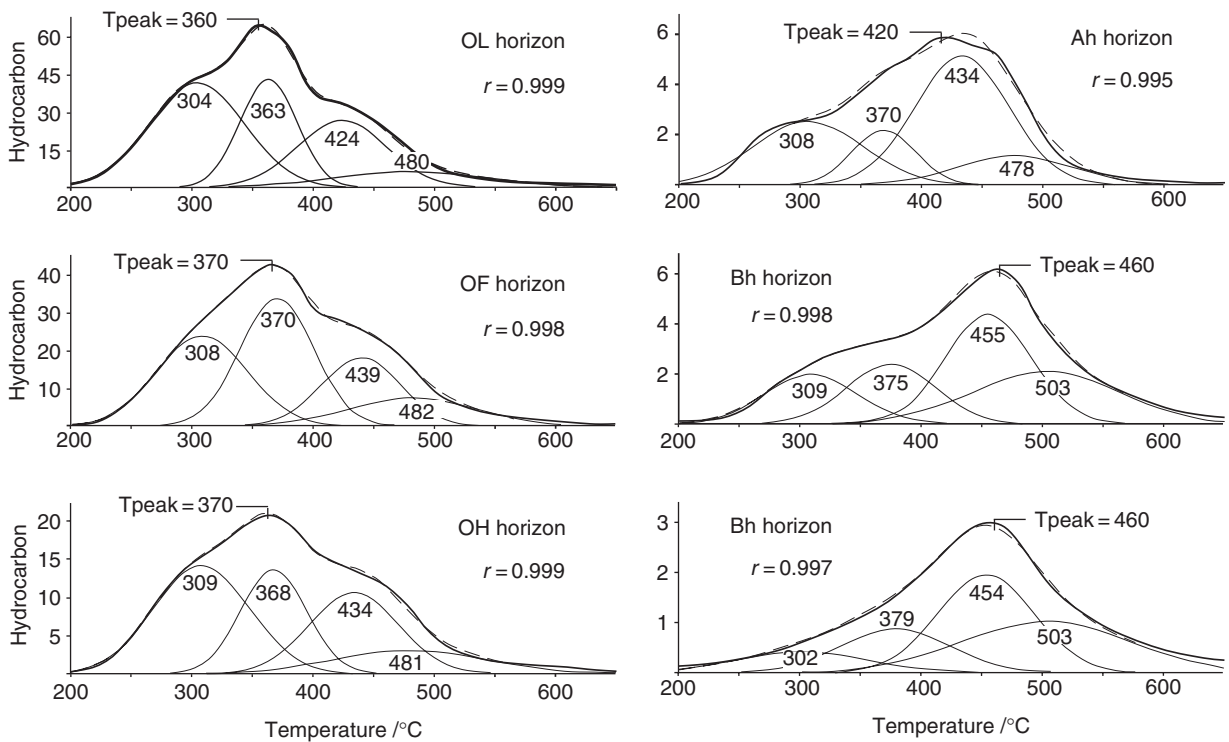 Tpeak = 360
OL horizon
r = 0.999
Hydrocarbon
60
45
30
15
304
363
424
480
200 300 400 500 600
Tpeak = 420
Ah horizon
r = 0.995
6
4
2
308
370
434
478
200 300 400 500 600
Tpeak = 370
OF horizon
r = 0.998
Hydrocarbon
40
30
20
10
308
370
439
482
200 300 400 500 600
Tpeak = 460
Bh horizon
r = 0.998
6
4
2
309
375
455
503
200 300 400 500 600
Tpeak = 370
OH horizon
r = 0.999
Hydrocarbon
20
15
10
5
309
368
434
481
200 300 400 500 600
Temperature /°C
Tpeak = 460
Bh horizon
r = 0.997
3
2
1
302
379
454
503
200 300 400 500 600
Temperature /°C